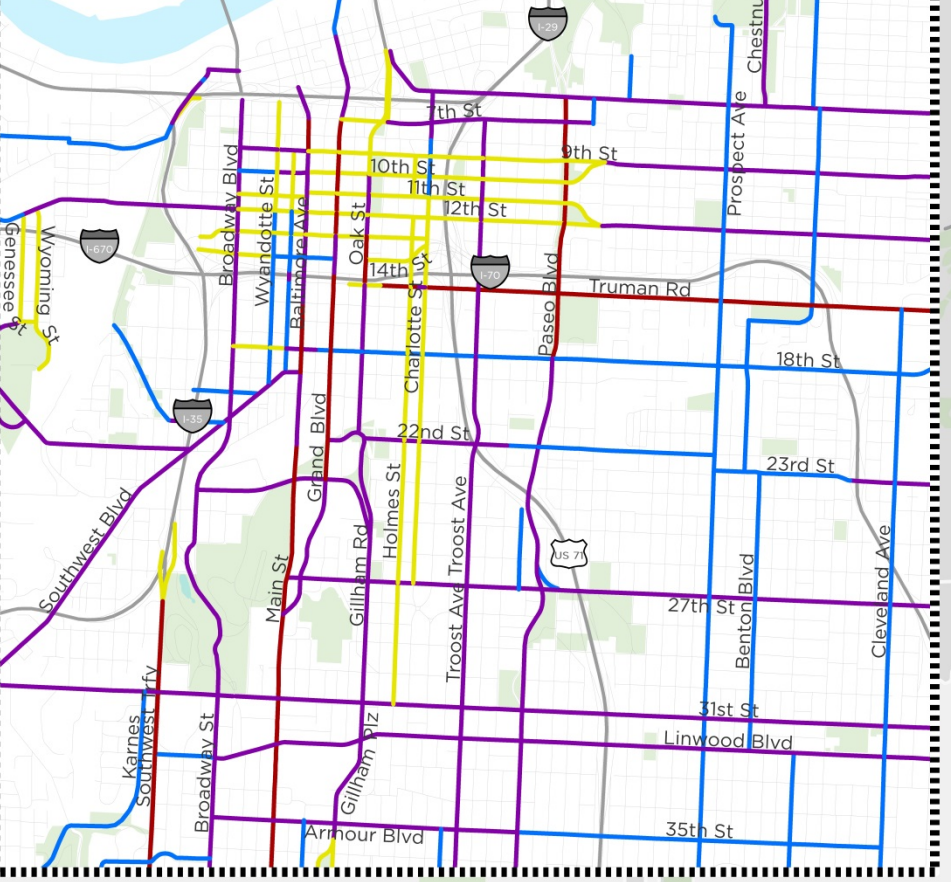 I-29
Chestnu
7th St
Prospect Ave
9th St
10th St
Broadway Blvd
Wyandotte St
Baltimore Ave
11th St
12th St
Oak St
Genessee St
Wyoming St
I-670
14th St
I-70
Truman Rd
Paseo Blvd
Charlotte St
18th St
I-35
Grand Blvd
22nd St
23rd St
Southwest Blvd
Holmes St
Troost Ave
Troost Ave
US 71
Main St
Gillham Rd
27th St
Benton Blvd
Cleveland Ave
Karnes
Southwest Trfy
Broadway St
Gillham Plz
31st St
Linwood Blvd
Armour Blvd
35th St